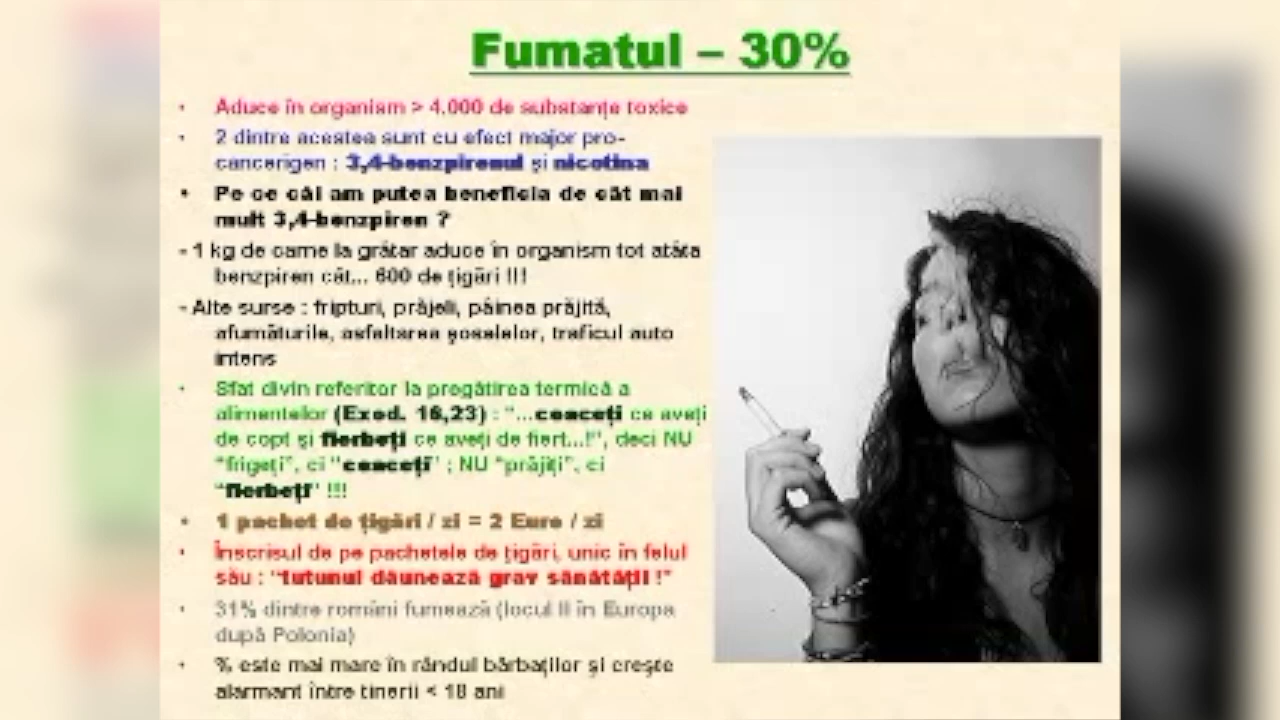 Fumatul – 30%
• Aduce în organism > 4.000 de substanțe toxice
• 2 dintre acestea sunt cu efect major pro-
cancerigen : 3,4-benzpirenul și nicotina
• Pe ce căi am putea beneficia de cât mai
mult 3,4-benzpiren ?
- 1 kg de carne la grătar aduce în organism tot atâta
benzpiren cât... 600 de țigări !!!
- Alte surse : fripturi, prăjeli, pâinea prăjită,
afumăturile, asfaltarea șoselelor, traficul auto
intens
• Sfat divin referitor la pregătirea termică a
alimentelor (Exod. 16,23) : "...coaceți ce aveți
de copt și fierbeți ce aveți de fiert...!", deci NU
"frigeți", ci "coaceți" ; NU "prăjiți", ci
"fierbeți" !!!
• 1 pachet de țigări / zi = 2 Euro / zi
• Înscrisul de pe pachetele de țigări, unic în felul
său : "tutunul dăunează grav sănătății !"
• 31% dintre români fumează (locul II în Europa
după Polonia)
• % este mai mare în rândul bărbaților și crește
alarmant între tinerii < 18 ani